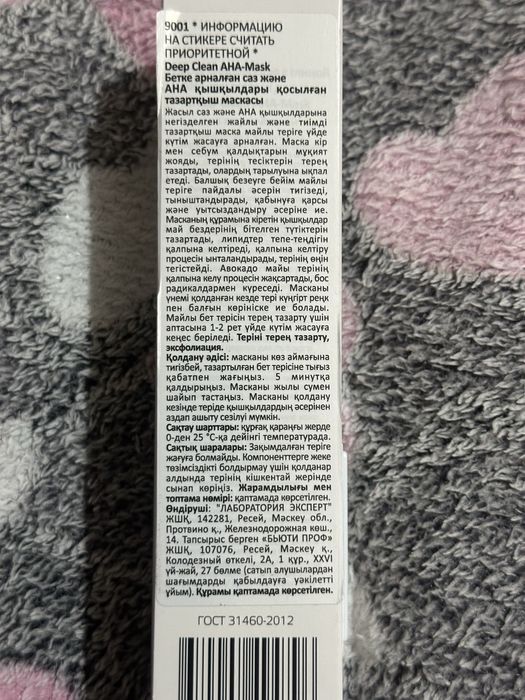 9001 * ИНФОРМАЦИЮ
НА СТИКЕРЕ СЧИТАТЬ
ПРИОРИТЕТНОЙ *
Deep Clean AHA-Mask
Бетке арналған саз және
АНА қышқылдары қосылған
тазартқыш маскасы
Жасыл саз және АНА қышқылдарына
негізделген жайлы және тиімді
тазартқыш маска майлы теріге үйде
күтім жасауға арналған. Маска кір
мен себум қалдықтарын мұқият
жояды, терінің тесіктерін терең
тазартады, олардың тарылуына ықпал
етеді. Балшық безеуге бейім майлы
теріге пайдалы әсерін тигізеді,
тыныштандырады, қабынуға қарсы
және уытсыздандыру әсеріне ие.
Масканың құрамына кіретін қышқылдар
май бездерінің бітелген түтіктерін
тазартады, липидтер тепе-теңдігін
қалпына келтіреді, қалпына келтіру
процесін ынталандырады, терінің өңін
тегістейді. Авокадо майы терінің
қалпына келу процесін жақсартады, бос
радикалдармен күреседі. Масканы
үнемі қолданған кезде тері күңгірт реңк
пен балғын көрініске ие болады.
Майлы бет терісін терең тазарту үшін
аптасына 1-2 рет үйде күтім жасауға
кеңес беріледі. Теріні терең тазарту,
эксфолиация.
Қолдану әдісі: масканы көз аймағына
тигізбей, тазартылған бет терісіне тығыз
қабатпен жағыңыз. 5 минутқа
қалдырыңыз. Масканы жылы сумен
шайып тастаңыз. Масканы қолдану
кезінде теріде қышқылдардың әсерінен
аздап ашыту сезілуі мүмкін.
Сақтау шарттары: құрғақ қараңғы жерде
0-ден 25 °С-қа дейінгі температурада.
Сақтық шаралары: Зақымдалған теріге
жағуға болмайды. Компоненттерге жеке
төзімсіздікті болдырмау үшін қолданар
алдында терінің кішкентай жерінде
сынап көріңіз. Жарамдылығы мен
топтама нөмірі: қаптамада көрсетілген.
Өндіруші: "ЛАБОРАТОРИЯ ЭКСПЕРТ"
ЖШҚ, 142281, Ресей, Мәскеу обл.,
Протвино қ., Железнодорожная көш.,
14. Тапсырыс берген «БЬЮТИ ПРОФ»
ЖШҚ, 107076, Ресей, Мәскеу қ.,
Колодезный өткелі, 2А, 1 құр., XXVI
үй-жай, 27 бөлме (сатып алушылардан
шағымдарды қабылдауға уәкілетті
ұйым). Құрамы қаптамада көрсетілген.
ГОСТ 31460-2012